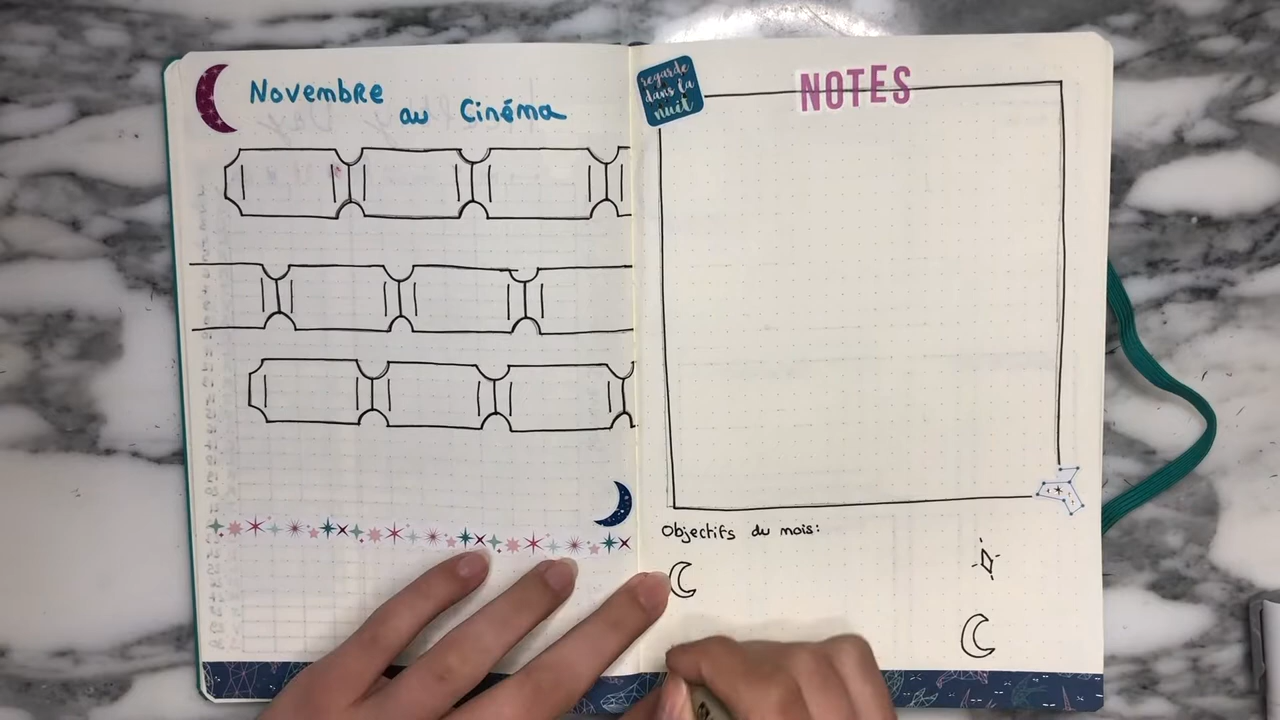 Novembre
au Cinéma
regarde
dans la
nuit
NOTES
Objectifs du mois: